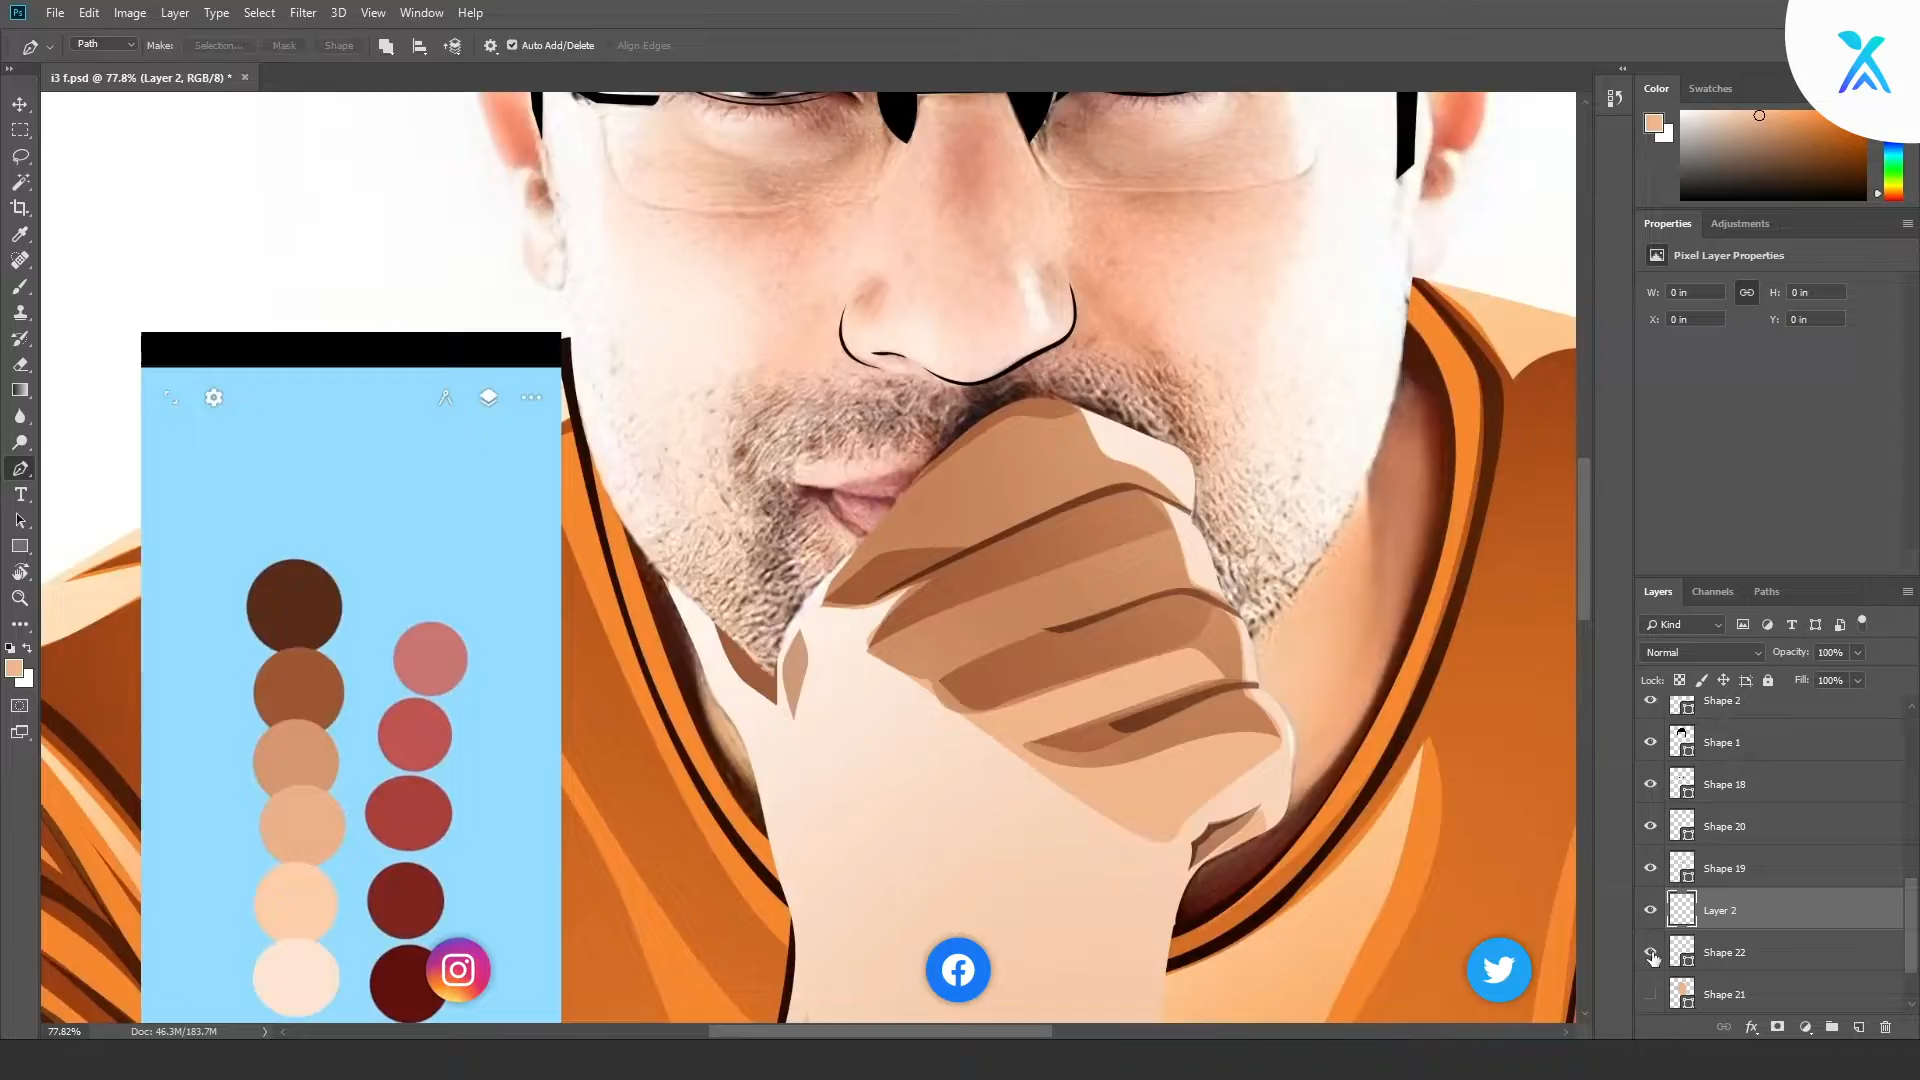 Ps File Edit Image Layer Type Select Filter 3D View Window Help
Path Make: Selection... Mask Shape Auto Add/Delete Align Edges
i3 f.psd @ 77.8% (Layer 2, RGB/8) * ×
Color Swatches
Properties Adjustments
Pixel Layer Properties
W: 0 in H: 0 in
X: 0 in Y: 0 in
Layers Channels Paths
Kind
Normal Opacity: 100%
Lock: Fill: 100%
Shape 2
Shape 1
Shape 18
Shape 20
Shape 19
Layer 2
Shape 22
Shape 21
77.82% Doc: 46.3M/183.7M